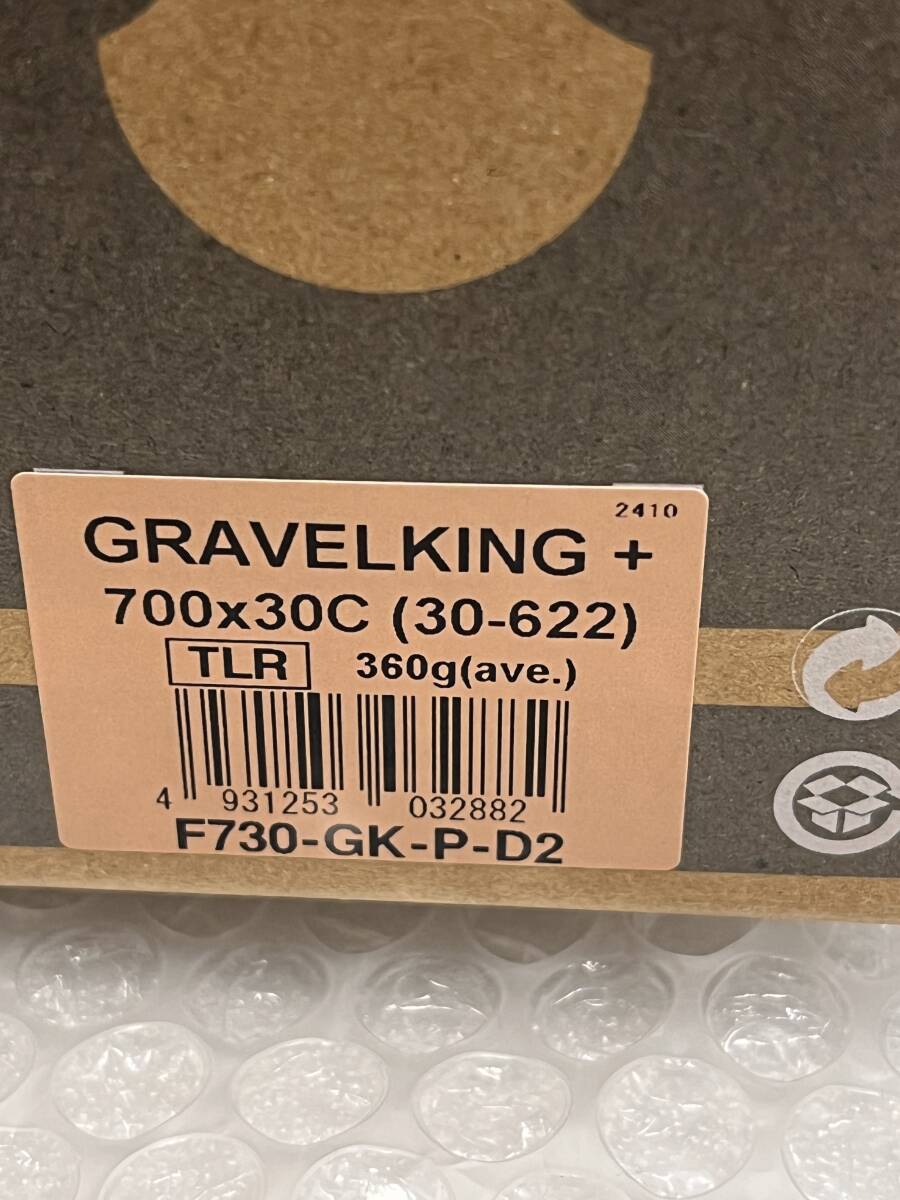 2410
GRAVELKING +
700x30C (30-622)
TLR 360g(ave.)
4 931253 032882
F730-GK-P-D2